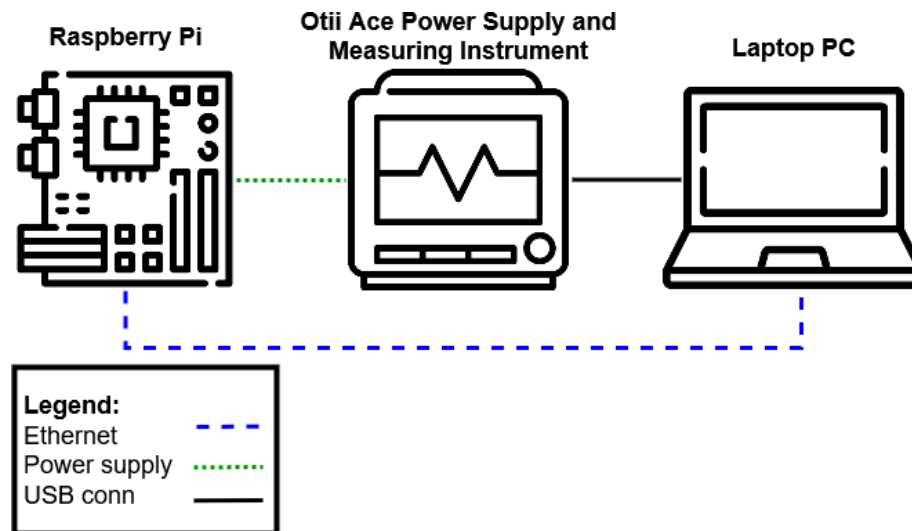 Raspberry Pi
Otii Ace Power Supply and
Measuring Instrument
Laptop PC
Legend:
Ethernet
Power supply
USB conn